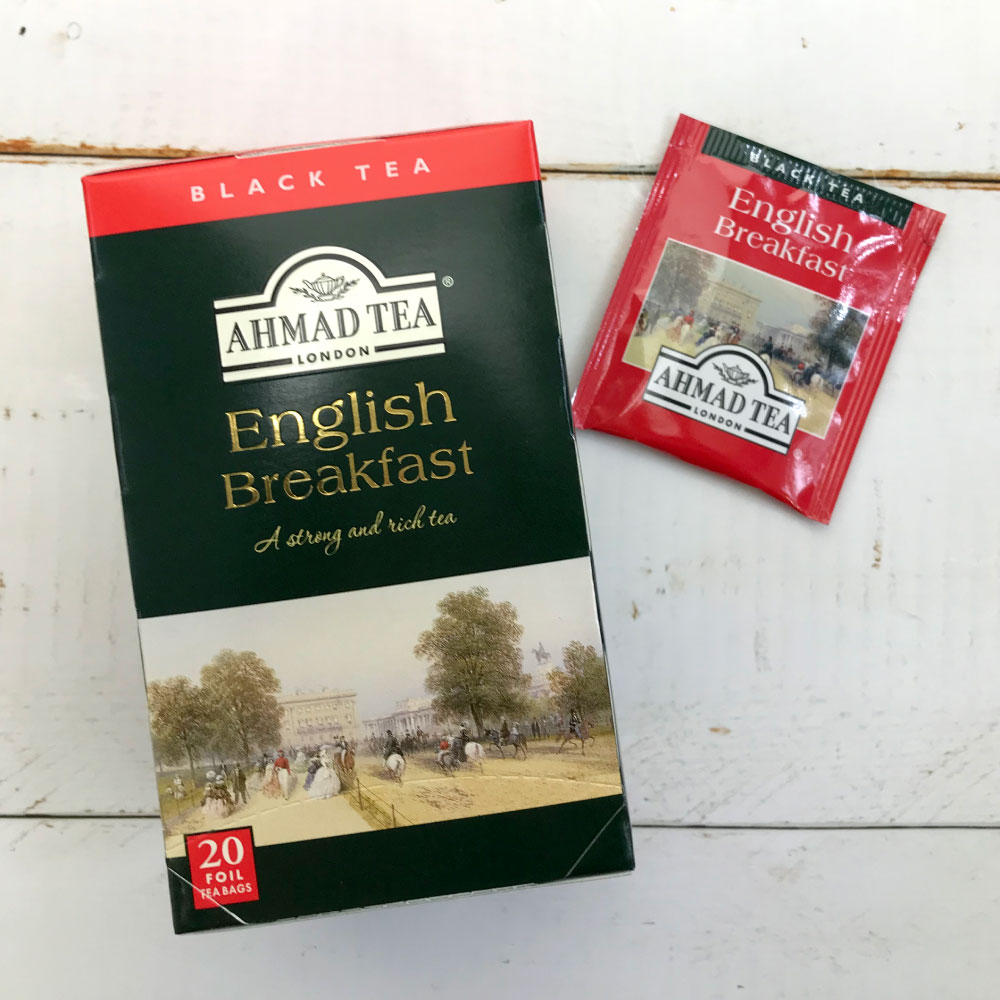 BLACK TEA
AHMAD TEA®
LONDON
English
Breakfast
A strong and rich tea
20
FOIL
TEA BAGS
BLACK TEA
English
Breakfast
AHMAD TEA
LONDON